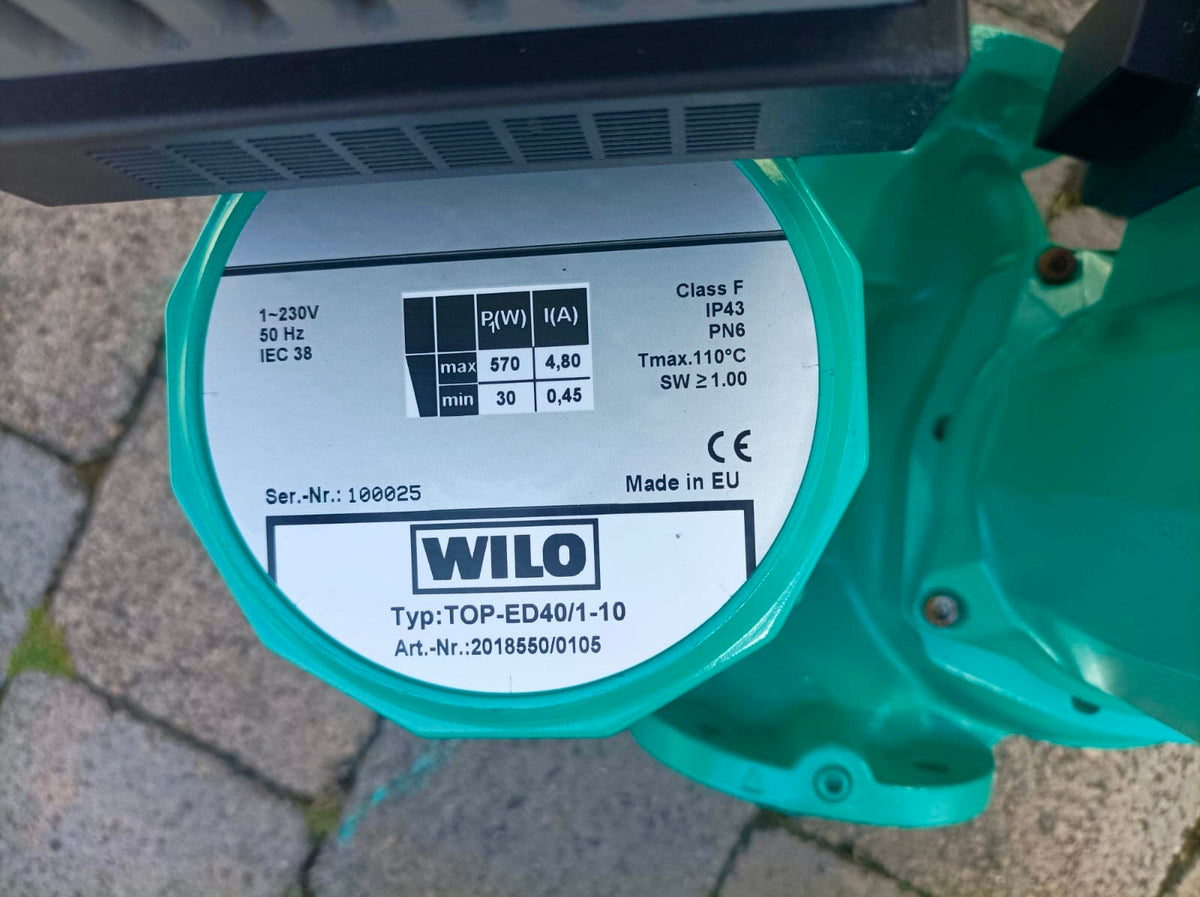 1~230V
50 Hz
IEC 38
P1(W) I(A)
max 570 4,80
min 30 0,45
Class F
IP43
PN6
Tmax.110°C
SW ≥1.00
CE
Made in EU
Ser.-Nr.: 100025
WILO
Typ:TOP-ED40/1-10
Art.-Nr.:2018550/0105